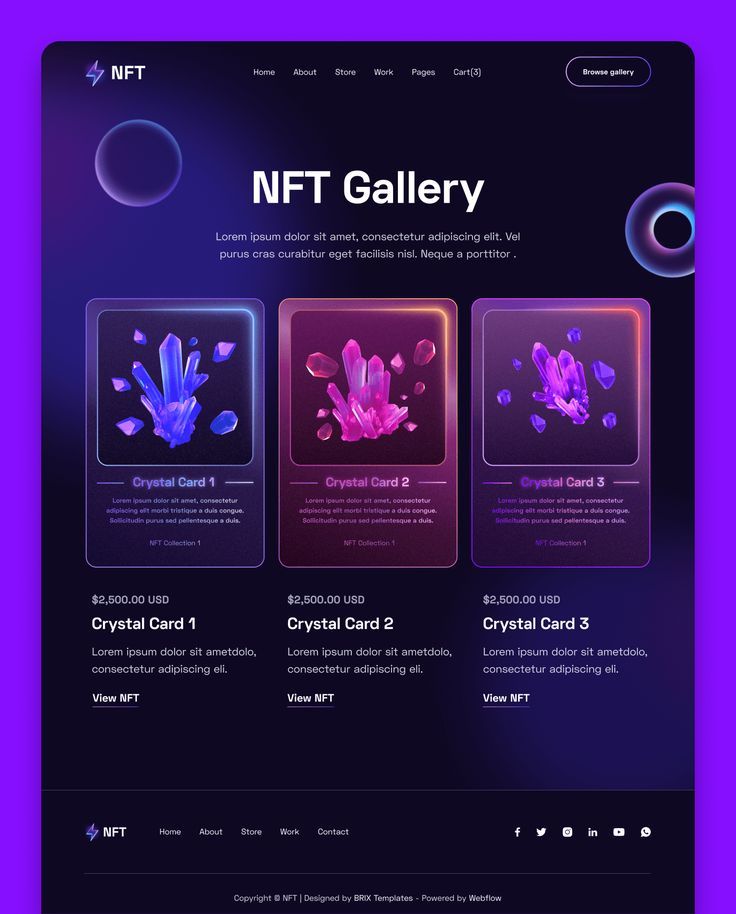 NFT
Home About Store Work Pages Cart(3)
Browse gallery
NFT Gallery
Lorem ipsum dolor sit amet, consectetur adipiscing elit. Vel
purus cras curabitur eget facilisis nisl. Neque a porttitor .
Crystal Card 1
Lorem ipsum dolor sit amet, consectetur
adipiscing elit morbi tristique a duis congue.
Sollicitudin purus sed pellentesque a duis.
NFT Collection 1
Crystal Card 2
Lorem ipsum dolor sit amet, consectetur
adipiscing elit morbi tristique a duis congue.
Sollicitudin purus sed pellentesque a duis.
NFT Collection 1
Crystal Card 3
Lorem ipsum dolor sit amet, consectetur
adipiscing elit morbi tristique a duis congue.
Sollicitudin purus sed pellentesque a duis.
NFT Collection 1
$2,500.00 USD
Crystal Card 1
Lorem ipsum dolor sit ametdolo,
consectetur adipiscing eli.
View NFT
$2,500.00 USD
Crystal Card 2
Lorem ipsum dolor sit ametdolo,
consectetur adipiscing eli.
View NFT
$2,500.00 USD
Crystal Card 3
Lorem ipsum dolor sit ametdolo,
consectetur adipiscing eli.
View NFT
NFT
Home About Store Work Contact
Copyright © NFT | Designed by BRIX Templates - Powered by Webflow